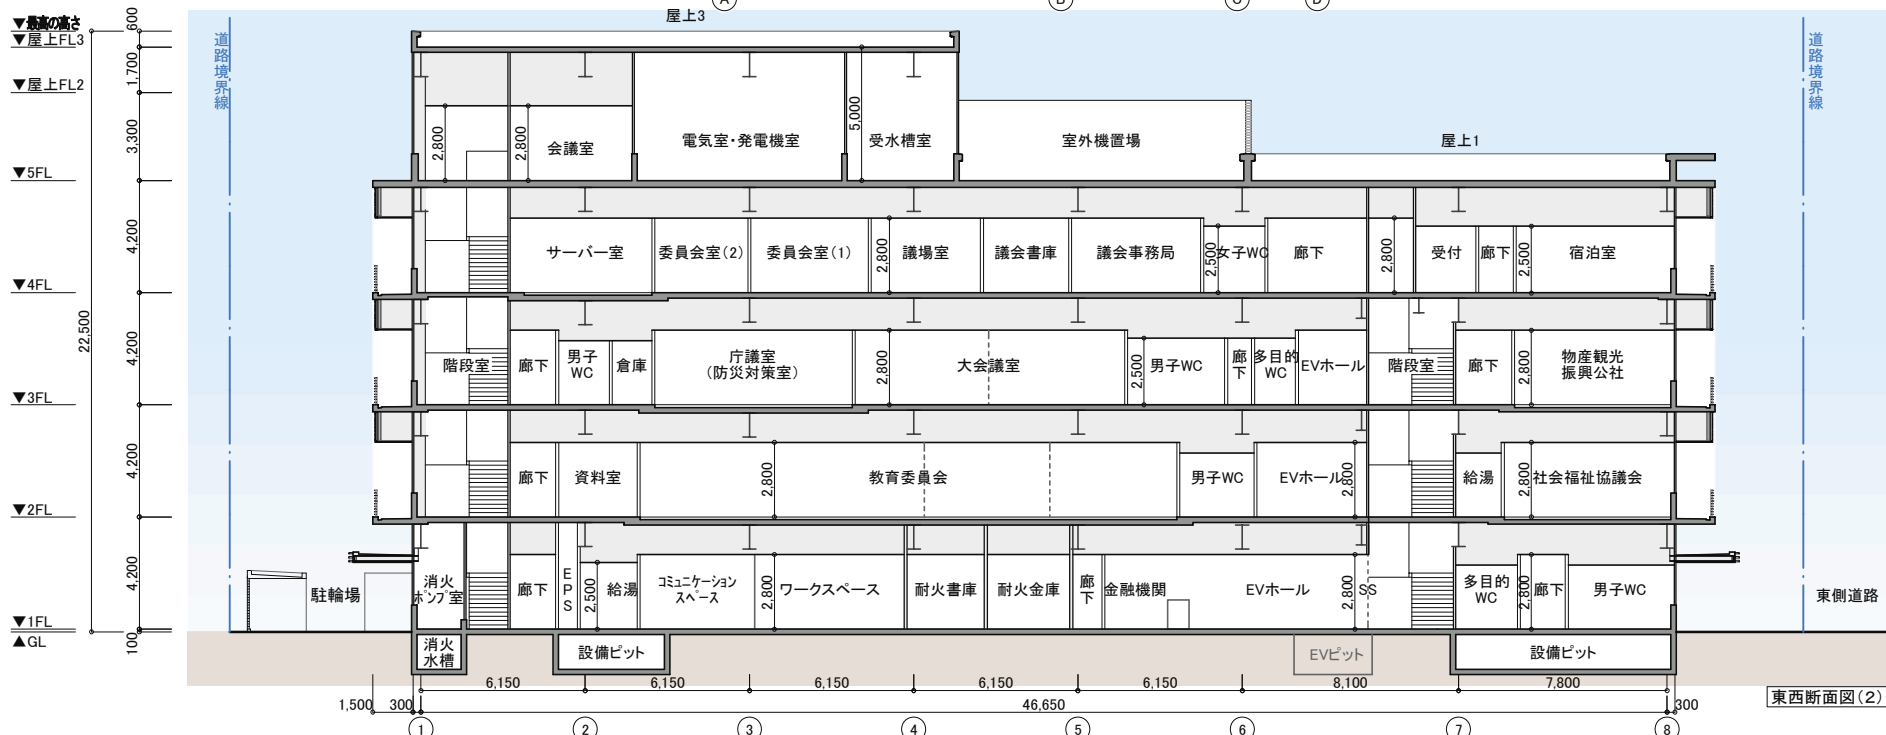 A B C D
▼最高の高さ
600
屋上3
▼屋上FL3
道路境界線
道路境界線
1,700
▼屋上FL2
3,300
2,800
2,800
会議室
電気室・発電機室
5,000
受水槽室
室外機置場
屋上1
▼5FL
4,200
サーバー室
委員会室(2)
委員会室(1)
2,800
議場室
議会書庫
議会事務局
2,500
女子WC
廊下
2,800
受付
廊下
2,500
宿泊室
▼4FL
22,500
4,200
階段室
廊下
男子
WC
倉庫
庁議室
(防災対策室)
2,800
大会議室
2,500
男子WC
廊下
多目的
WC
EVホール
階段室
廊下
2,800
物産観光
振興公社
▼3FL
4,200
廊下
資料室
2,800
教育委員会
男子WC
EVホール
2,800
給湯
2,800
社会福祉協議会
▼2FL
4,200
駐輪場
消火
ポンプ室
廊下
EPS
2,500
給湯
コミュニケーション
スペース
2,800
ワークスペース
耐火書庫
耐火金庫
廊下
金融機関
EVホール
2,800
SS
多目的
WC
2,800
廊下
男子WC
東側道路
▼1FL
▲GL
100
消火
水槽
設備ピット
EVピット
設備ピット
6,150 6,150 6,150 6,150 6,150 8,100 7,800
1,500 300 46,650 300
東西断面図(2)
1 2 3 4 5 6 7 8